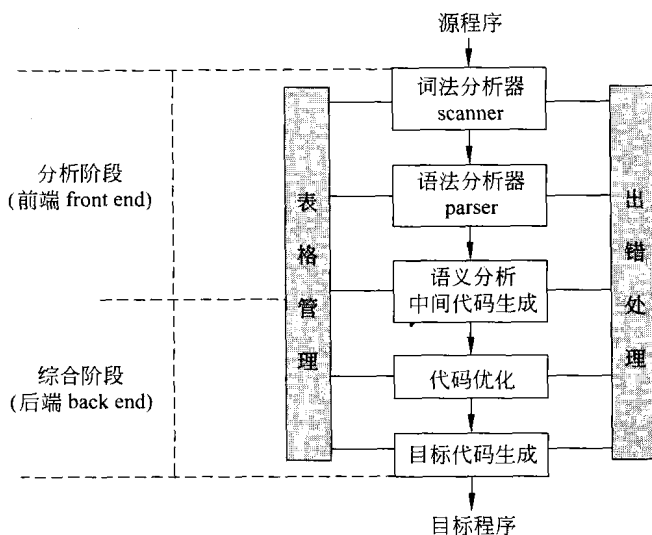 源程序
词法分析器
scanner
分析阶段
(前端 front end)
语法分析器
parser
表格管理
出错处理
语义分析
中间代码生成
综合阶段
(后端 back end)
代码优化
目标代码生成
目标程序